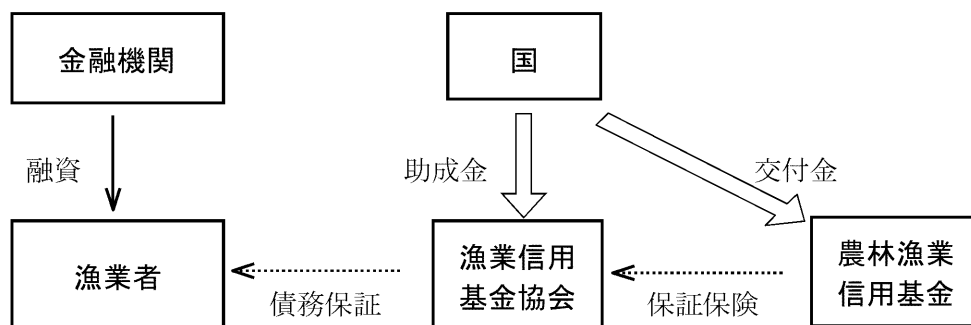 金融機関
国
融資
助成金
交付金
漁業者
漁業信用
基金協会
農林漁業
信用基金
債務保証
保証保険